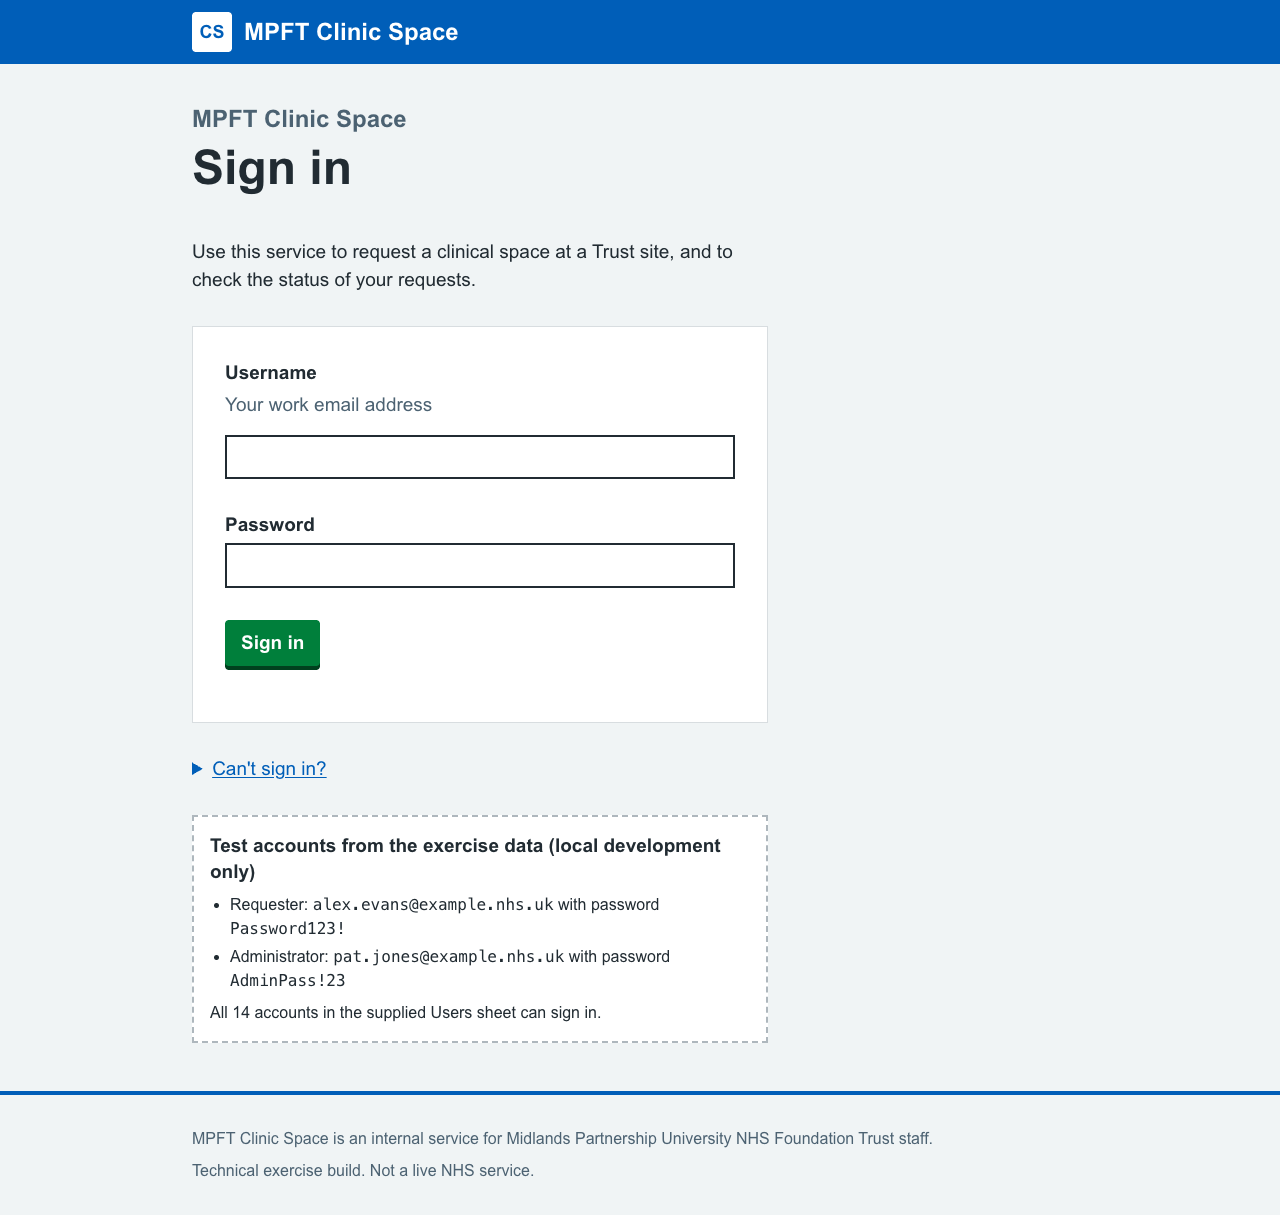 CS MPFT Clinic Space
MPFT Clinic Space
Sign in
Use this service to request a clinical space at a Trust site, and to
check the status of your requests.
Username
Your work email address
Password
Sign in
Can't sign in?
Test accounts from the exercise data (local development
only)
• Requester: alex.evans@example.nhs.uk with password
Password123!
• Administrator: pat.jones@example.nhs.uk with password
AdminPass!23
All 14 accounts in the supplied Users sheet can sign in.
MPFT Clinic Space is an internal service for Midlands Partnership University NHS Foundation Trust staff.
Technical exercise build. Not a live NHS service.